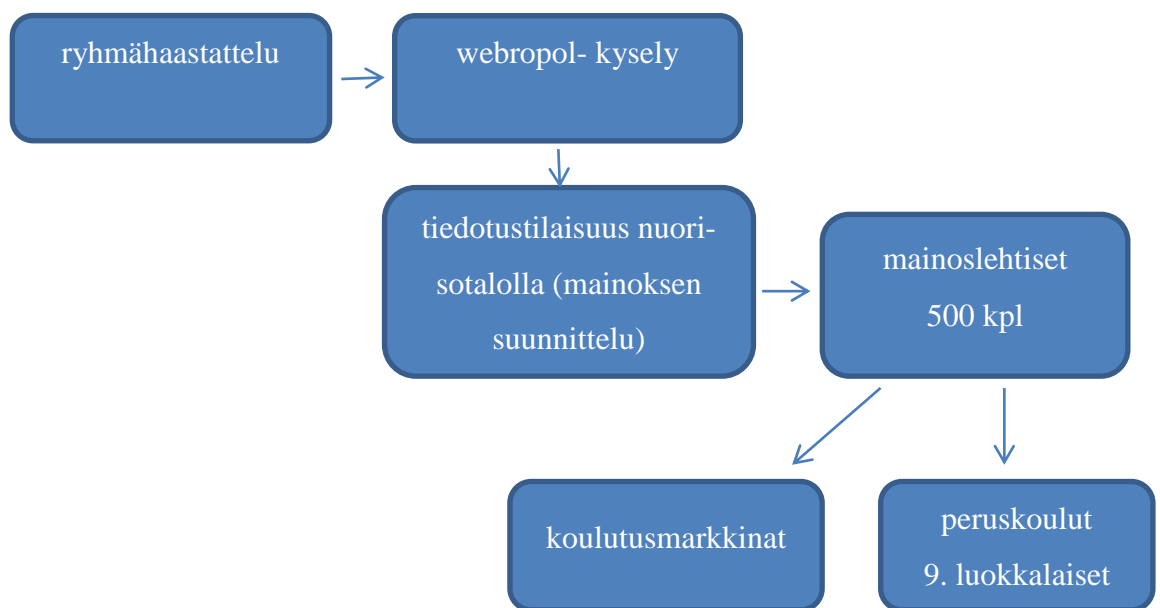 ryhmähaastattelu
webropol- kysely
tiedotustilaisuus nuori-
sotalolla (mainoksen
suunnittelu)
mainoslehtiset
500 kpl
koulutusmarkkinat
peruskoulut
9. luokkalaiset